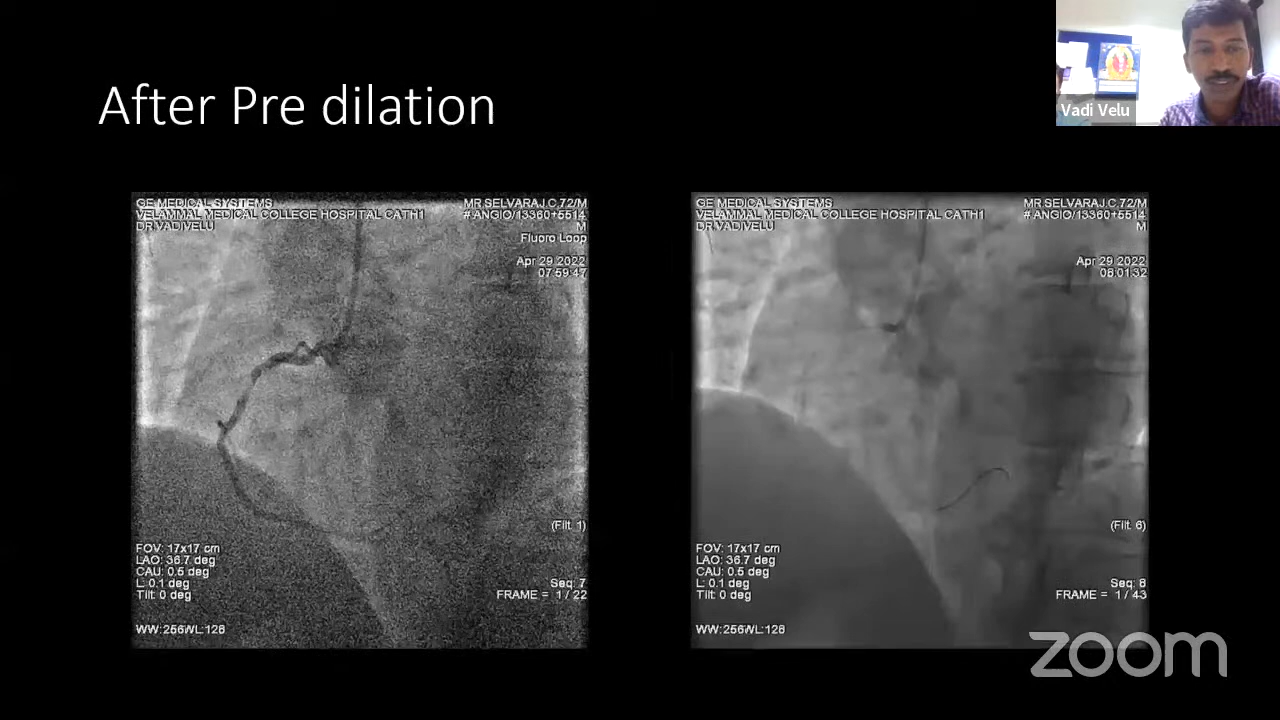 After Pre dilation
Vadi Velu
GE MEDICAL SYSTEMS
VELAMMAL MEDICAL COLLEGE HOSPITAL CATH1
DR.VADIVELU
MR.SELVARAJ.C.72/M
#ANGIO/13360+5514
M
Fluoro Loop
Apr 29 2022
07:59:47
(Filt. 1)
FOV: 17x17 cm
LAO: 36.7 deg
CAU: 0.5 deg
L: 0.1 deg
Tilt: 0 deg
Seq: 7
FRAME = 1 / 22
WW:256WL:128
GE MEDICAL SYSTEMS
VELAMMAL MEDICAL COLLEGE HOSPITAL CATH1
DR.VADIVELU
MR.SELVARAJ.C.72/M
#ANGIO/13360+5514
M
Apr 29 2022
08:01:32
(Filt. 6)
FOV: 17x17 cm
LAO: 36.7 deg
CAU: 0.5 deg
L: 0.1 deg
Tilt: 0 deg
Seq: 8
FRAME = 1 / 43
WW:256WL:128
zoom